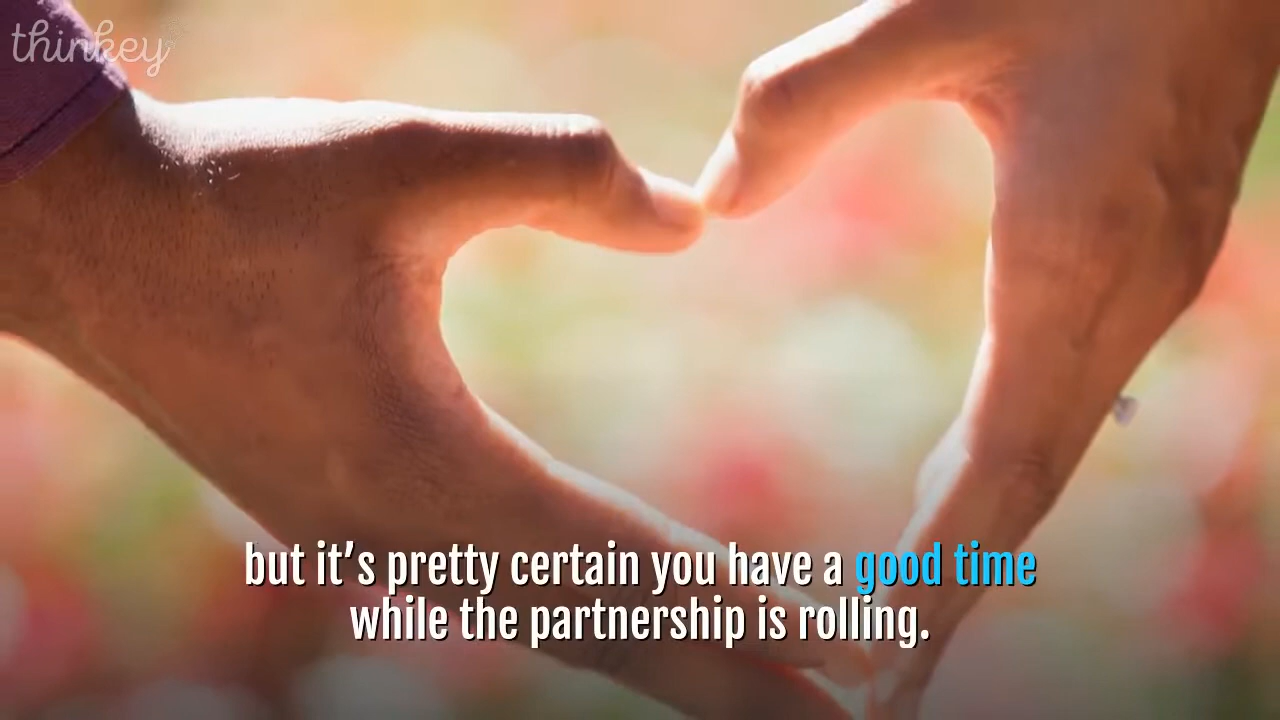 thinkey
but it's pretty certain you have a good time
while the partnership is rolling.